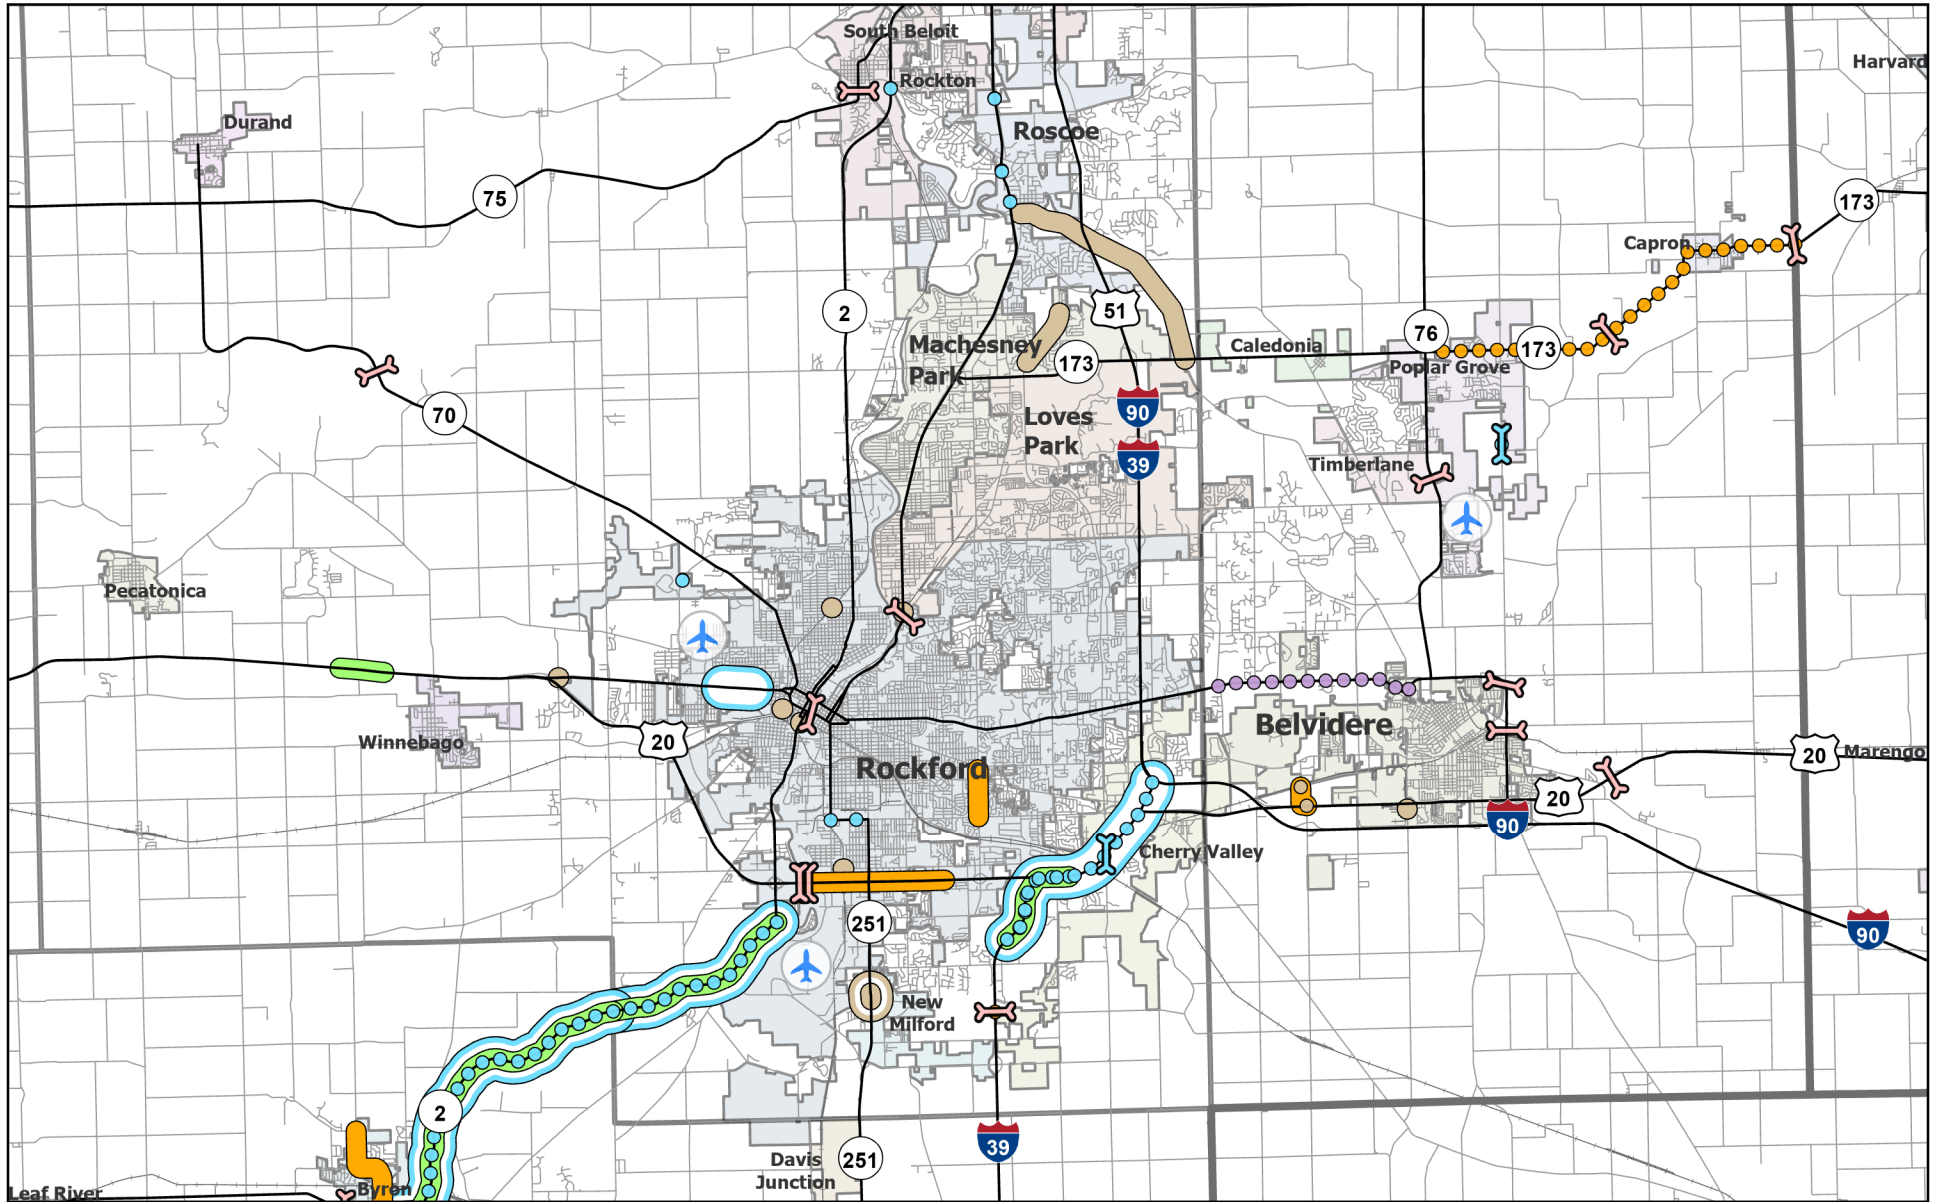 South Beloit
Harvard
Rockton
Durand
Roscoe
75
173
Capron
2
51
76
Machesney
Park
173
Caledonia
173
Poplar Grove
70
90
Loves
Park
39
Timberlane
Pecatonica
Belvidere
Winnebago
20
20
Marengo
Rockford
20
90
Cherry Valley
251
90
New
Milford
2
39
Davis
Junction
251
Byron
Leaf River